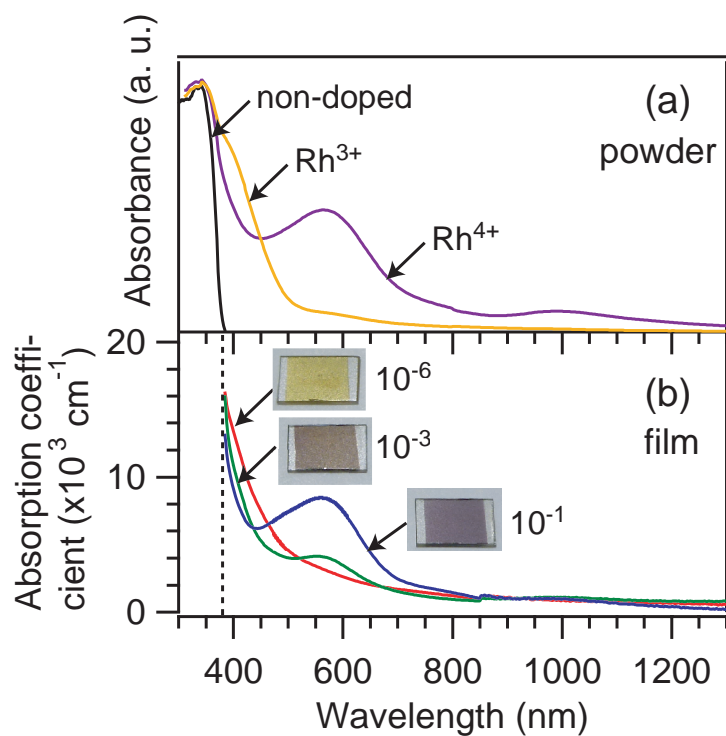 Absorbance (a. u.)
(a)
powder
non-doped
Rh³⁺
Rh⁴⁺
Absorption coeffi-
cient (x10³ cm⁻¹)
20
10
0
(b)
film
10⁻⁶
10⁻³
10⁻¹
400 600 800 1000 1200
Wavelength (nm)